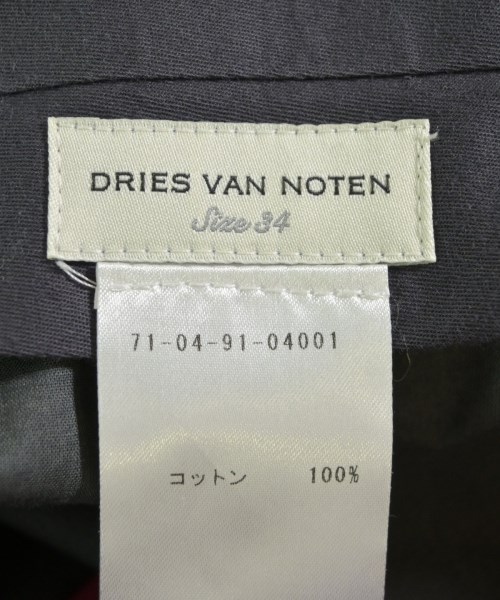 DRIES VAN NOTEN
Size 34
71-04-91-04001
コットン 100%